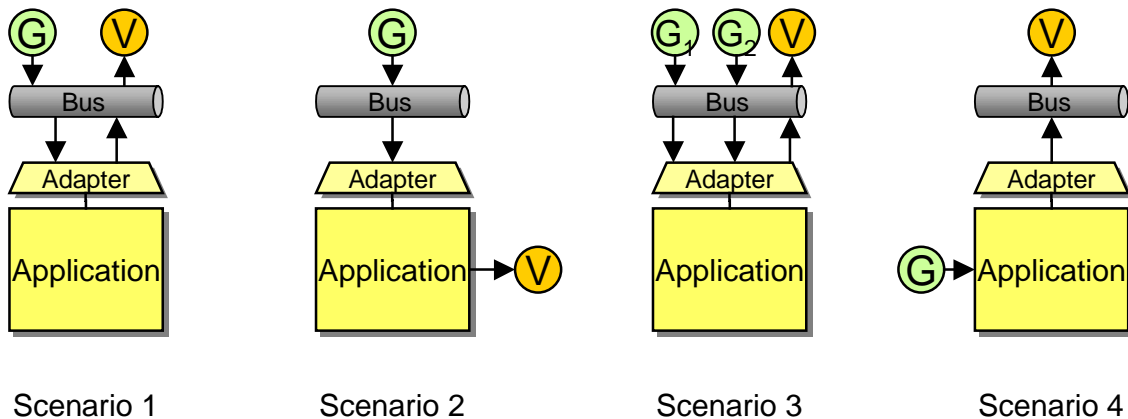 G V G G1 G2 V V
Bus Bus Bus Bus
Adapter Adapter Adapter Adapter
Application Application Application Application
V G
Scenario 1 Scenario 2 Scenario 3 Scenario 4